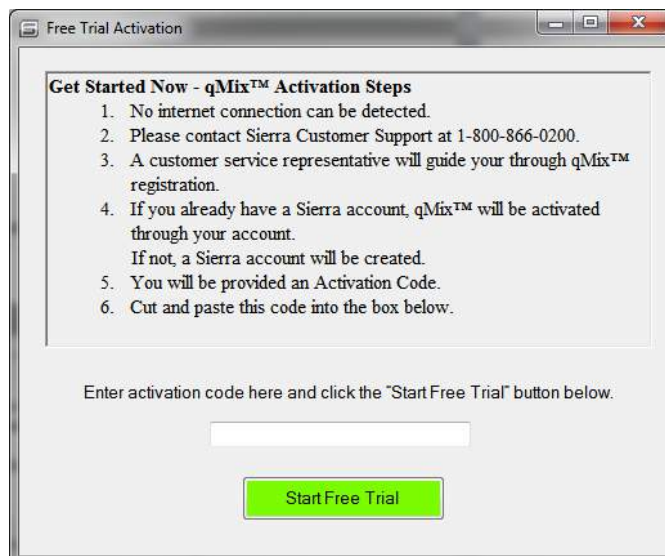 Free Trial Activation
Get Started Now - qMix™ Activation Steps
1. No internet connection can be detected.
2. Please contact Sierra Customer Support at 1-800-866-0200.
3. A customer service representative will guide your through qMix™
registration.
4. If you already have a Sierra account, qMix™ will be activated
through your account.
If not, a Sierra account will be created.
5. You will be provided an Activation Code.
6. Cut and paste this code into the box below.
Enter activation code here and click the "Start Free Trial" button below.
Start Free Trial